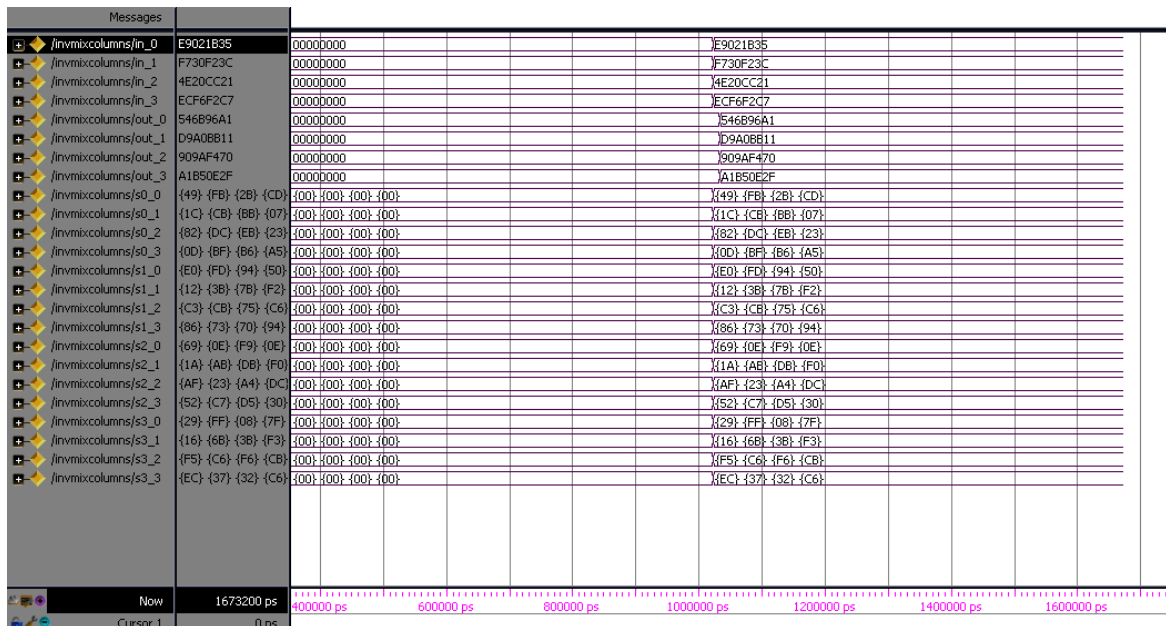 Messages
/invmixcolumns/in_0 E9021B35 00000000 E9021B35
/invmixcolumns/in_1 F730F23C 00000000 F730F23C
/invmixcolumns/in_2 4E20CC21 00000000 4E20CC21
/invmixcolumns/in_3 ECF6F2C7 00000000 ECF6F2C7
/invmixcolumns/out_0 546B96A1 00000000 546B96A1
/invmixcolumns/out_1 D9A0BB11 00000000 D9A0BB11
/invmixcolumns/out_2 909AF470 00000000 909AF470
/invmixcolumns/out_3 A1B50E2F 00000000 A1B50E2F
/invmixcolumns/s0_0 {49} {FB} {2B} {CD} {00} {00} {00} {00} {49} {FB} {2B} {CD}
/invmixcolumns/s0_1 {1C} {CB} {BB} {07} {00} {00} {00} {00} {1C} {CB} {BB} {07}
/invmixcolumns/s0_2 {82} {DC} {EB} {23} {00} {00} {00} {00} {82} {DC} {EB} {23}
/invmixcolumns/s0_3 {0D} {BF} {B6} {A5} {00} {00} {00} {00} {0D} {BF} {B6} {A5}
/invmixcolumns/s1_0 {E0} {FD} {94} {50} {00} {00} {00} {00} {E0} {FD} {94} {50}
/invmixcolumns/s1_1 {12} {3B} {7B} {F2} {00} {00} {00} {00} {12} {3B} {7B} {F2}
/invmixcolumns/s1_2 {C3} {CB} {75} {C6} {00} {00} {00} {00} {C3} {CB} {75} {C6}
/invmixcolumns/s1_3 {86} {73} {70} {94} {00} {00} {00} {00} {86} {73} {70} {94}
/invmixcolumns/s2_0 {69} {0E} {F9} {0E} {00} {00} {00} {00} {69} {0E} {F9} {0E}
/invmixcolumns/s2_1 {1A} {AB} {DB} {F0} {00} {00} {00} {00} {1A} {AB} {DB} {F0}
/invmixcolumns/s2_2 {AF} {23} {A4} {DC} {00} {00} {00} {00} {AF} {23} {A4} {DC}
/invmixcolumns/s2_3 {52} {C7} {D5} {30} {00} {00} {00} {00} {52} {C7} {D5} {30}
/invmixcolumns/s3_0 {29} {FF} {08} {7F} {00} {00} {00} {00} {29} {FF} {08} {7F}
/invmixcolumns/s3_1 {16} {6B} {3B} {F3} {00} {00} {00} {00} {16} {6B} {3B} {F3}
/invmixcolumns/s3_2 {F5} {C6} {F6} {CB} {00} {00} {00} {00} {F5} {C6} {F6} {CB}
/invmixcolumns/s3_3 {EC} {37} {32} {C6} {00} {00} {00} {00} {EC} {37} {32} {C6}
Now 1673200 ps 400000 ps 600000 ps 800000 ps 1000000 ps 1200000 ps 1400000 ps 1600000 ps
Cursor 1 0 ps